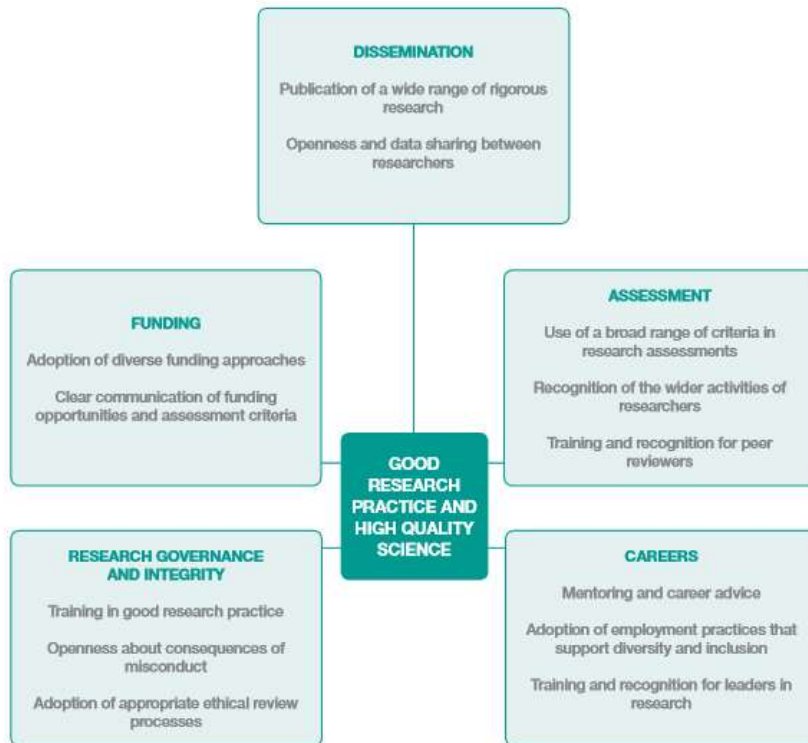 DISSEMINATION
Publication of a wide range of rigorous
research
Openness and data sharing between
researchers
FUNDING
Adoption of diverse funding approaches
Clear communication of funding
opportunities and assessment criteria
ASSESSMENT
Use of a broad range of criteria in
research assessments
Recognition of the wider activities of
researchers
Training and recognition for peer
reviewers
GOOD
RESEARCH
PRACTICE AND
HIGH QUALITY
SCIENCE
RESEARCH GOVERNANCE
AND INTEGRITY
Training in good research practice
Openness about consequences of
misconduct
Adoption of appropriate ethical review
processes
CAREERS
Mentoring and career advice
Adoption of employment practices that
support diversity and inclusion
Training and recognition for leaders in
research